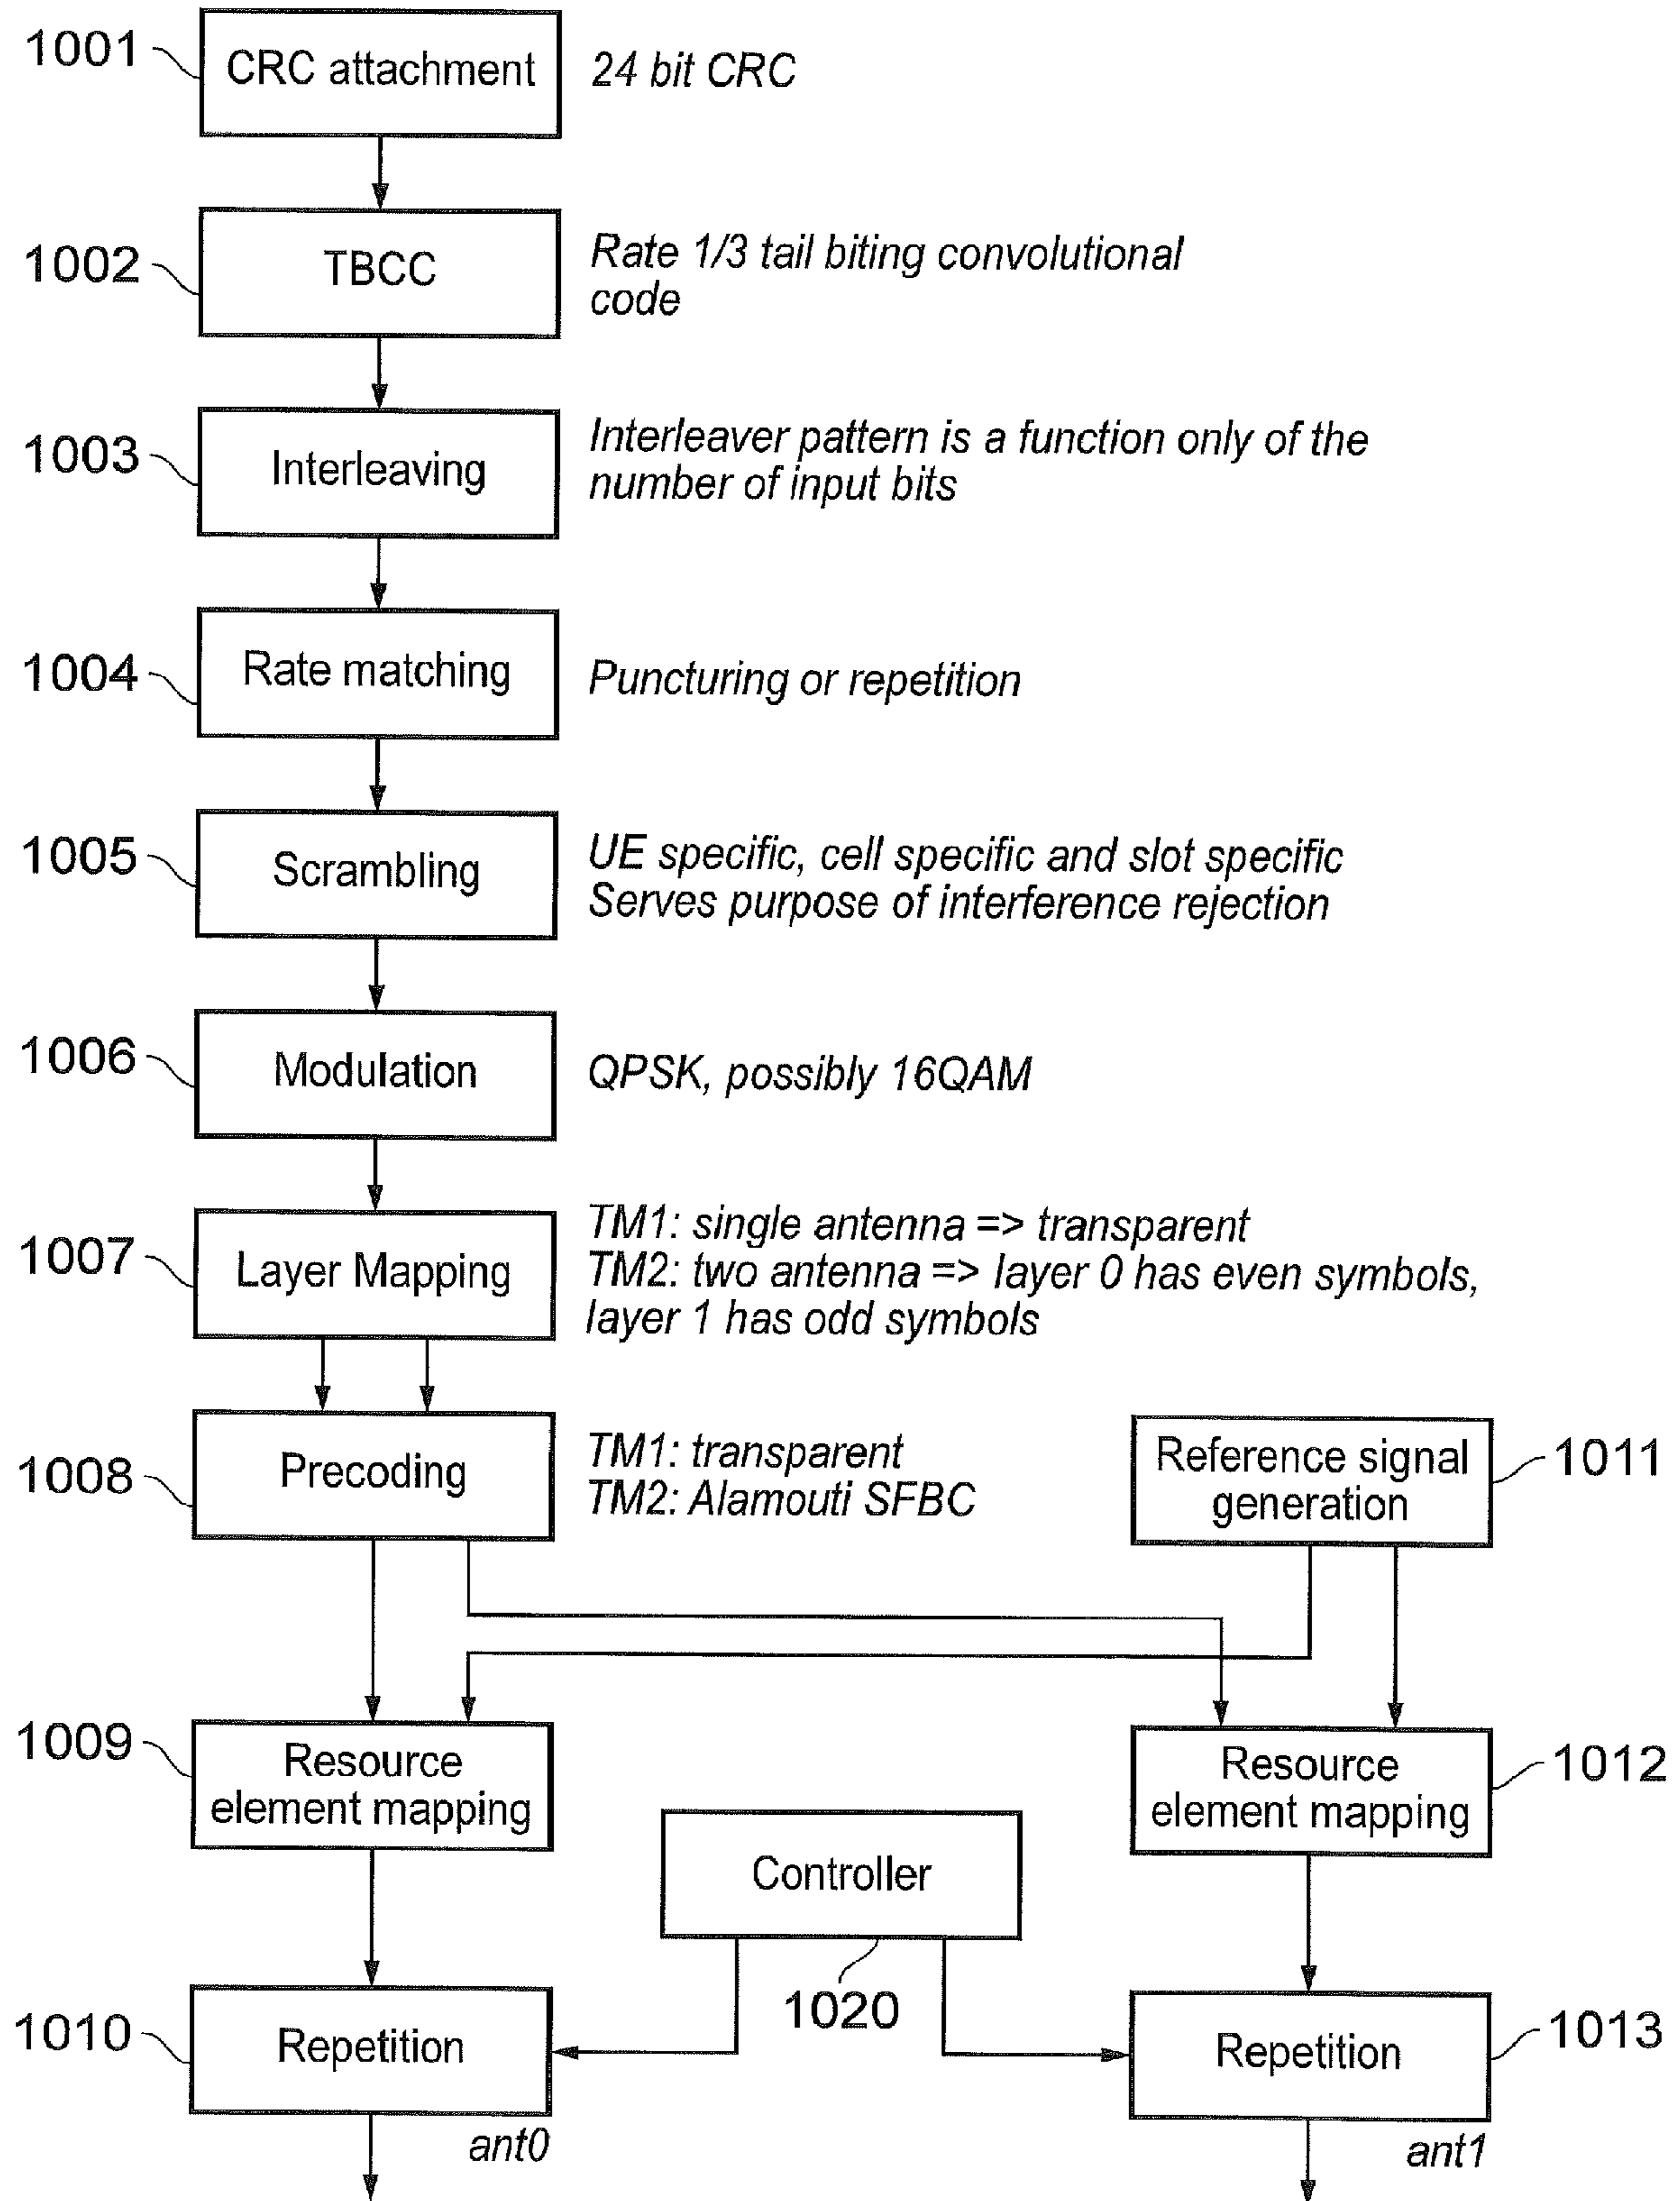 1001
CRC attachment
24 bit CRC
1002
TBCC
Rate 1/3 tail biting convolutional
code
1003
Interleaving
Interleaver pattern is a function only of the
number of input bits
1004
Rate matching
Puncturing or repetition
1005
Scrambling
UE specific, cell specific and slot specific
Serves purpose of interference rejection
1006
Modulation
QPSK, possibly 16QAM
1007
Layer Mapping
TM1: single antenna => transparent
TM2: two antenna => layer 0 has even symbols,
layer 1 has odd symbols
1008
Precoding
TM1: transparent
TM2: Alamouti SFBC
Reference signal
generation
1011
1009
Resource
element mapping
Resource
element mapping
1012
Controller
1020
1010
Repetition
Repetition
1013
ant0
ant1